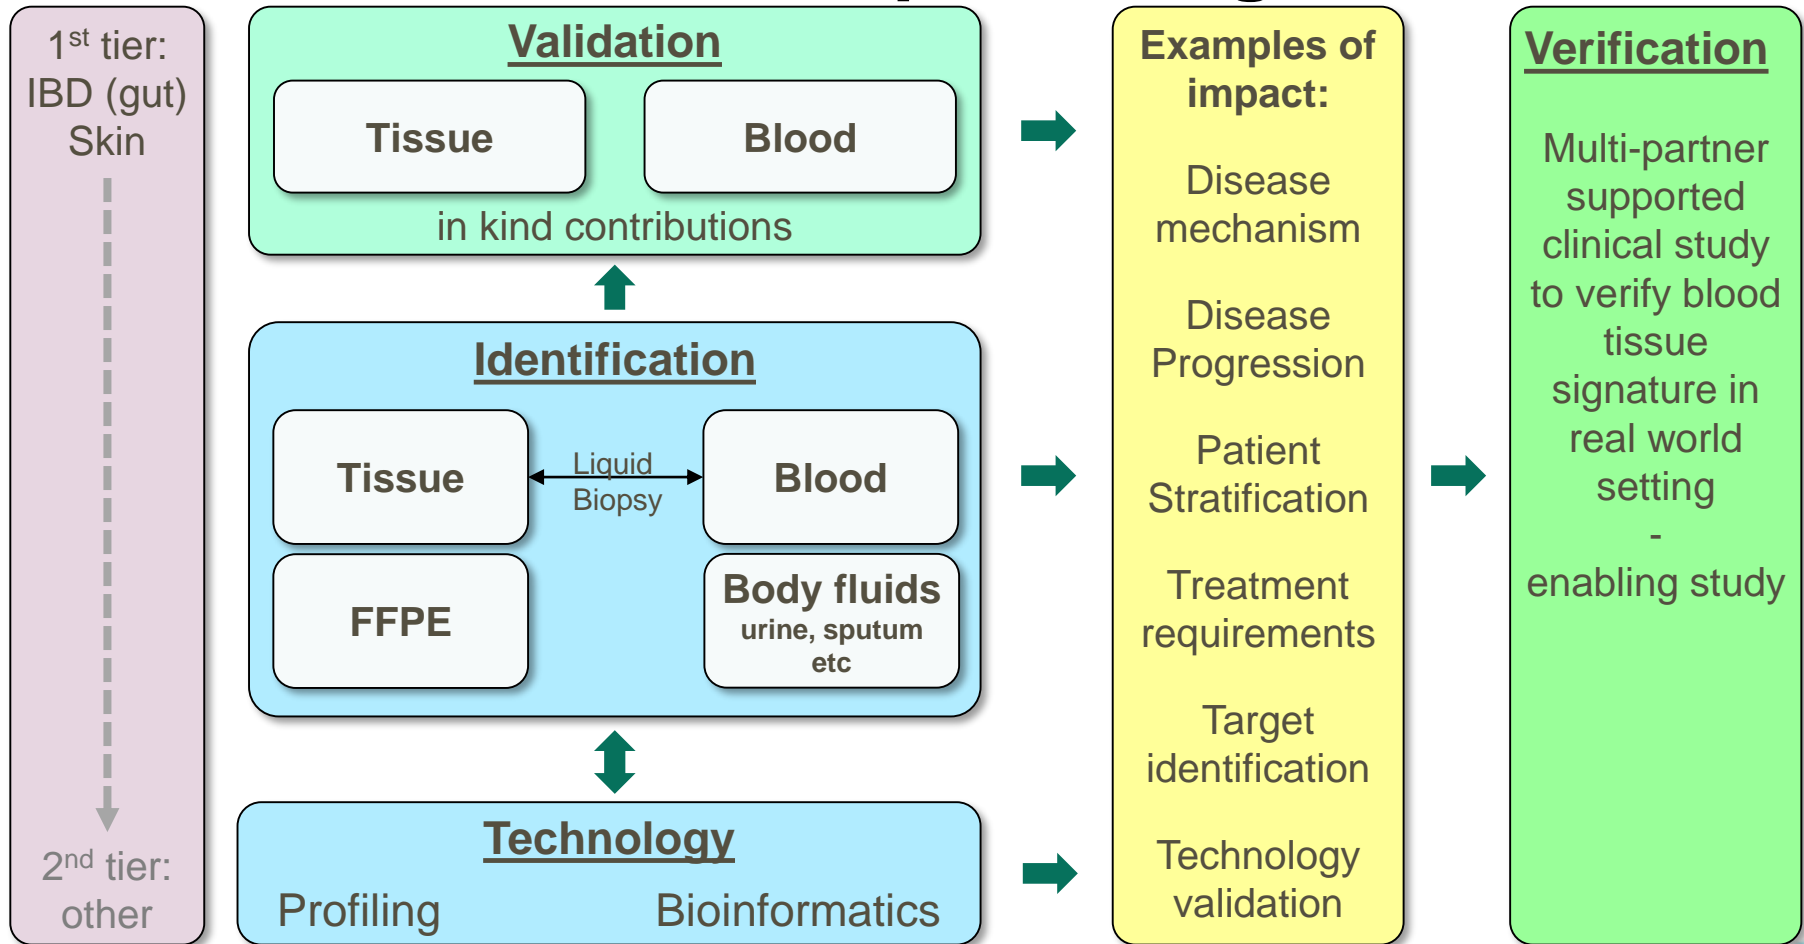 1st tier:
IBD (gut)
Skin
2nd tier:
other
Validation
Tissue
Blood
in kind contributions
Identification
Tissue
Liquid
Biopsy
Blood
FFPE
Body fluids
urine, sputum
etc
Technology
Profiling
Bioinformatics
Examples of
impact:
Disease
mechanism
Disease
Progression
Patient
Stratification
Treatment
requirements
Target
identification
Technology
validation
Verification
Multi-partner
supported
clinical study
to verify blood
tissue
signature in
real world
setting
-
enabling study